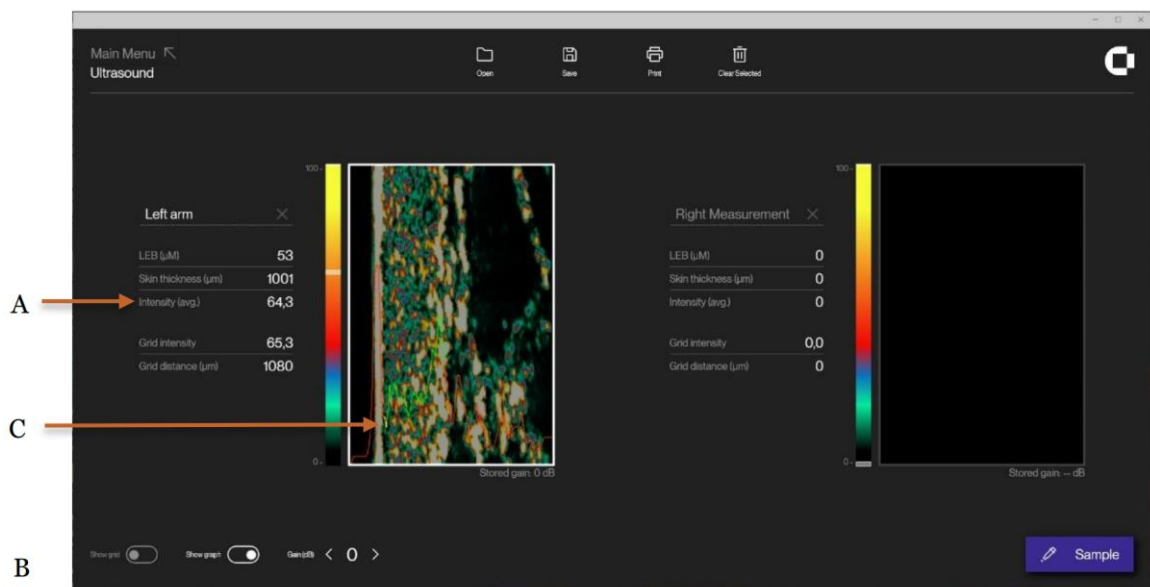 Main Menu
Ultrasound
Open
Save
Print
Clear Selected
100 -
Left arm
LEB (μM) 53
Skin thickness (μm) 1001
A
Intensity (avg.) 64,3
Grid intensity 65,3
Grid distance (μm) 1080
C
0 -
Stored gain: 0 dB
100 -
Right Measurement
LEB (μM) 0
Skin thickness (μm) 0
Intensity (avg.) 0
Grid intensity 0,0
Grid distance (μm) 0
0 -
Stored gain: -- dB
B
Show grid
Show graph
Gain (dB) < 0 >
Sample